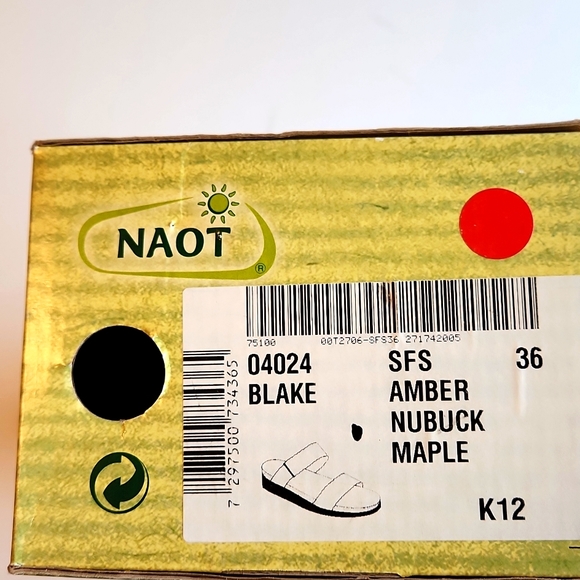 NAOT
®
75100 00T2706-SFS36 271742005
04024 SFS 36
BLAKE AMBER
NUBUCK
MAPLE
K12
7 297500 734365